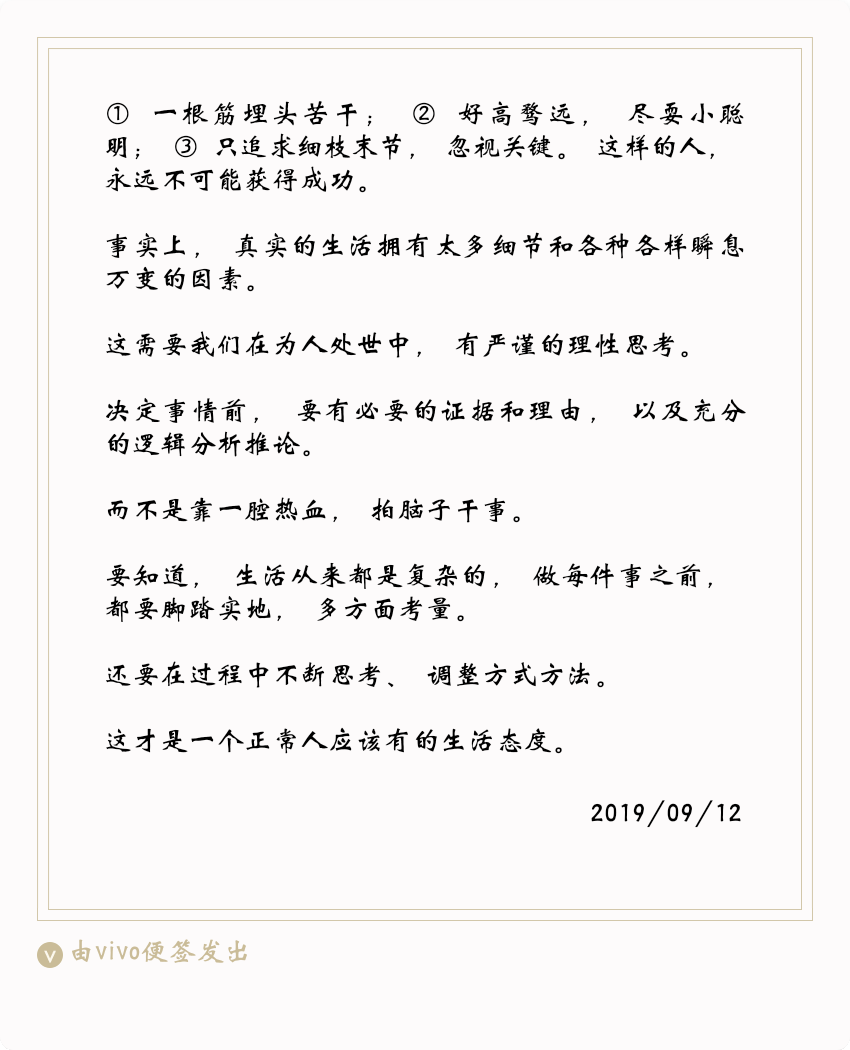 ① 一根筋埋头苦干； ② 好高骛远， 尽耍小聪
明； ③ 只追求细枝末节， 忽视关键。 这样的人，
永远不可能获得成功。
事实上， 真实的生活拥有太多细节和各种各样瞬息
万变的因素。
这需要我们在为人处世中， 有严谨的理性思考。
决定事情前， 要有必要的证据和理由， 以及充分
的逻辑分析推论。
而不是靠一腔热血， 拍脑子干事。
要知道， 生活从来都是复杂的， 做每件事之前，
都要脚踏实地， 多方面考量。
还要在过程中不断思考、 调整方式方法。
这才是一个正常人应该有的生活态度。
2019/09/12
由vivo便签发出